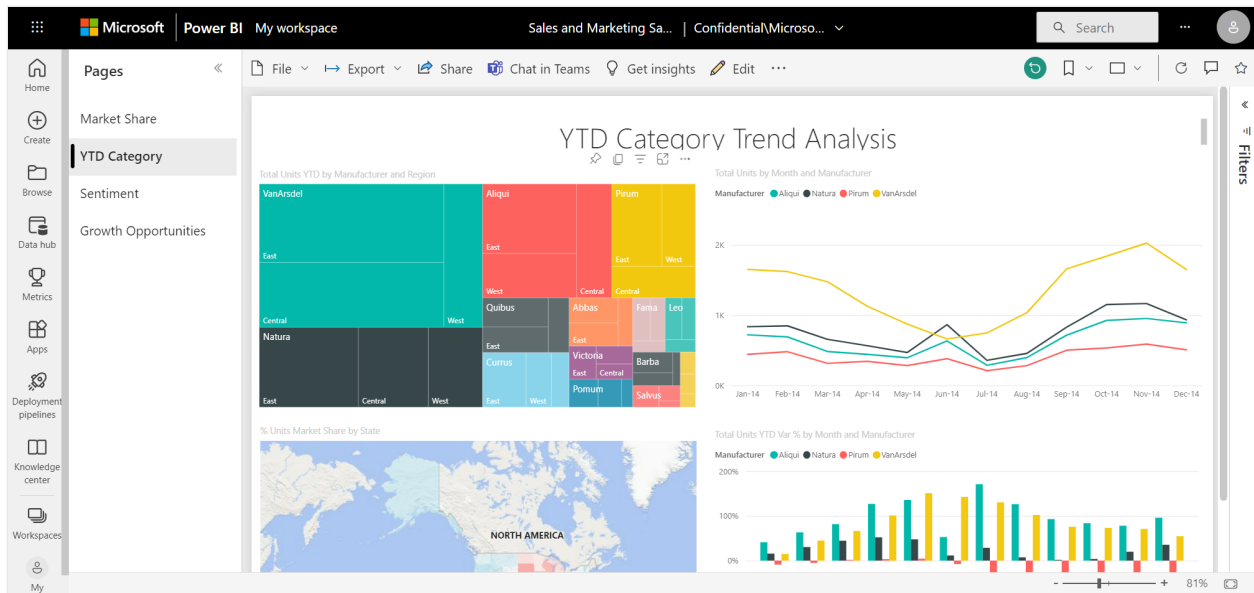 Microsoft Power BI My workspace Sales and Marketing Sa... | Confidential\Microso... Search
Home
Create
Browse
Data hub
Metrics
Apps
Deployment
pipelines
Knowledge
center
Workspaces
My
Pages
Market Share
YTD Category
Sentiment
Growth Opportunities
File Export Share Chat in Teams Get insights Edit
Filters
YTD Category Trend Analysis
Total Units YTD by Manufacturer and Region
VanArsdel
East
Central
West
Natura
East Central West
Aliqui
East
West
Central
Pirum
East West
Central
Quibus
East
Currus
East West
Abbas
East
Victoria
East Central
Pomum
Fama
Leo
Barba
Salvus
Total Units by Month and Manufacturer
Manufacturer Aliqui Natura Pirum VanArsdel
2K
1K
0K
Jan-14 Feb-14 Mar-14 Apr-14 May-14 Jun-14 Jul-14 Aug-14 Sep-14 Oct-14 Nov-14 Dec-14
% Units Market Share by State
NORTH AMERICA
Total Units YTD Var % by Month and Manufacturer
Manufacturer Aliqui Natura Pirum VanArsdel
200%
100%
0%
- + 81%